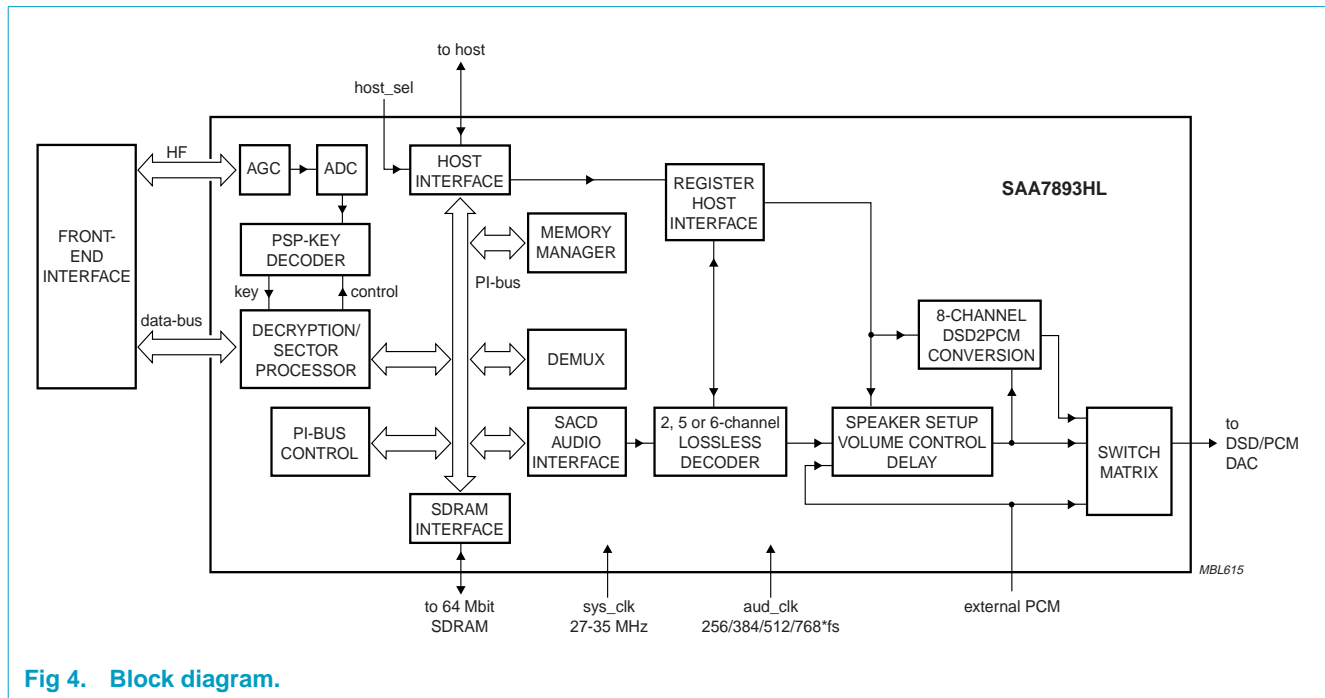 to host
host_sel
HF
AGC
ADC
HOST
INTERFACE
REGISTER
HOST
INTERFACE
SAA7893HL
FRONT-
END
INTERFACE
PSP-KEY
DECODER
MEMORY
MANAGER
key
control
PI-bus
data-bus
DECRYPTION/
SECTOR
PROCESSOR
DEMUX
8-CHANNEL
DSD2PCM
CONVERSION
PI-BUS
CONTROL
SACD
AUDIO
INTERFACE
2, 5 or 6-channel
LOSSLESS
DECODER
SPEAKER SETUP
VOLUME CONTROL
DELAY
SWITCH
MATRIX
to
DSD/PCM
DAC
SDRAM
INTERFACE
MBL615
to 64 Mbit
SDRAM
sys_clk
27-35 MHz
aud_clk
256/384/512/768*fs
external PCM
Fig 4. Block diagram.